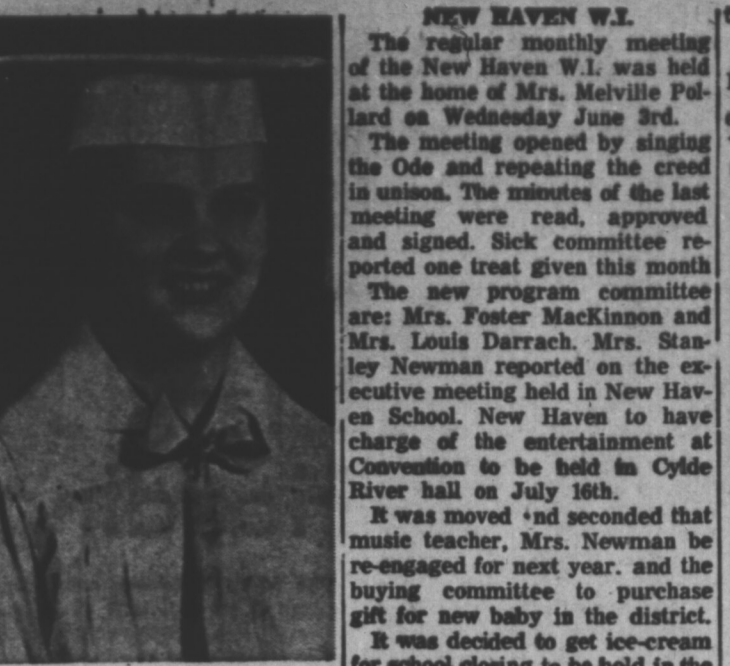 NEW HAVEN W.I.
The regular monthly meeting
of the New Haven W.I. was held
at the home of Mrs. Melville Pol-
lard on Wednesday June 3rd.
The meeting opened by singing
the Ode and repeating the creed
in unison. The minutes of the last
meeting were read, approved
and signed. Sick committee re-
ported one treat given this month
The new program committee
are: Mrs. Foster MacKinnon and
Mrs. Louis Darrach. Mrs. Stan-
ley Newman reported on the ex-
ecutive meeting held in New Hav-
en School. New Haven to have
charge of the entertainment at
Convention to be held in Cylde
River hall on July 16th.
It was moved nd seconded that
music teacher, Mrs. Newman be
re-engaged for next year. and the
buying committee to purchase
gift for new baby in the district.
It was decided to get ice-cream
for school closing to be held